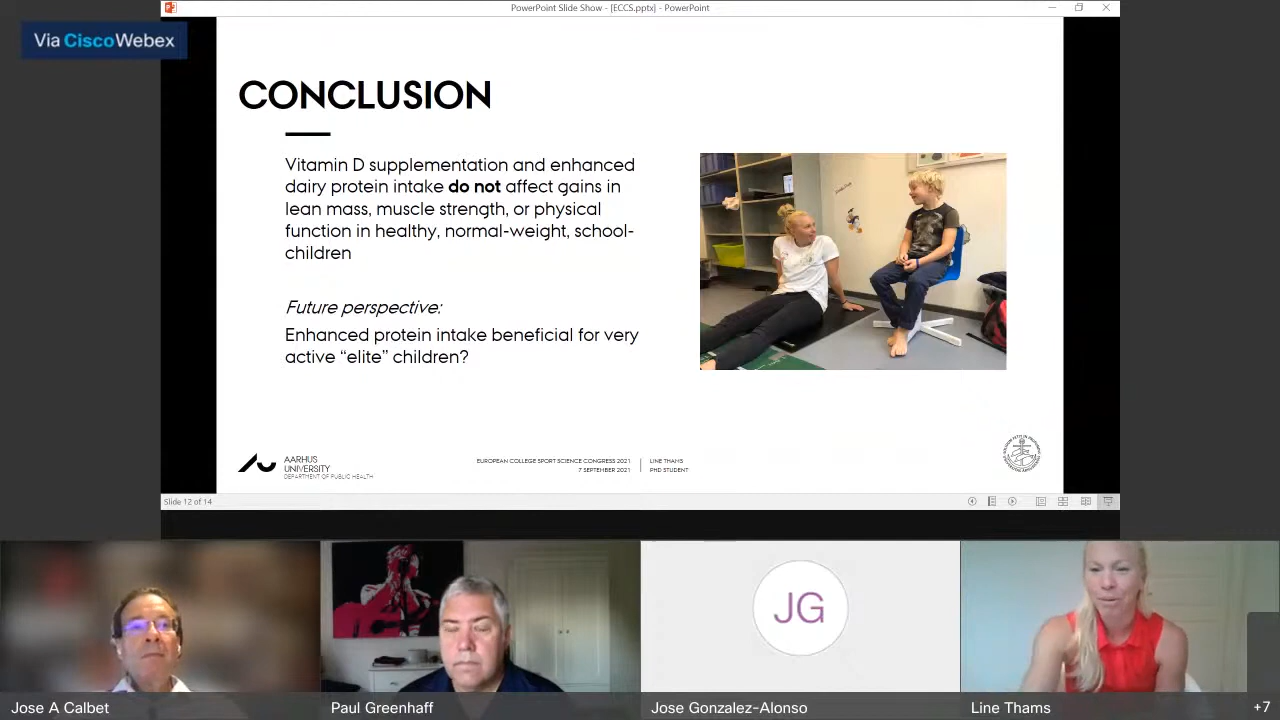 PowerPoint Slide Show - [ECCS.pptx] - PowerPoint
Via CiscoWebex
CONCLUSION
Vitamin D supplementation and enhanced
dairy protein intake do not affect gains in
lean mass, muscle strength, or physical
function in healthy, normal-weight, school-
children
Future perspective:
Enhanced protein intake beneficial for very
active “elite” children?
AARHUS
UNIVERSITY
DEPARTMENT OF PUBLIC HEALTH
EUROPEAN COLLEGE SPORT SCIENCE CONGRESS 2021
7 SEPTEMBER 2021
LINE THAMS
PHD STUDENT
Slide 12 of 14
JG
Jose A Calbet
Paul Greenhaff
Jose Gonzalez-Alonso
Line Thams
+7